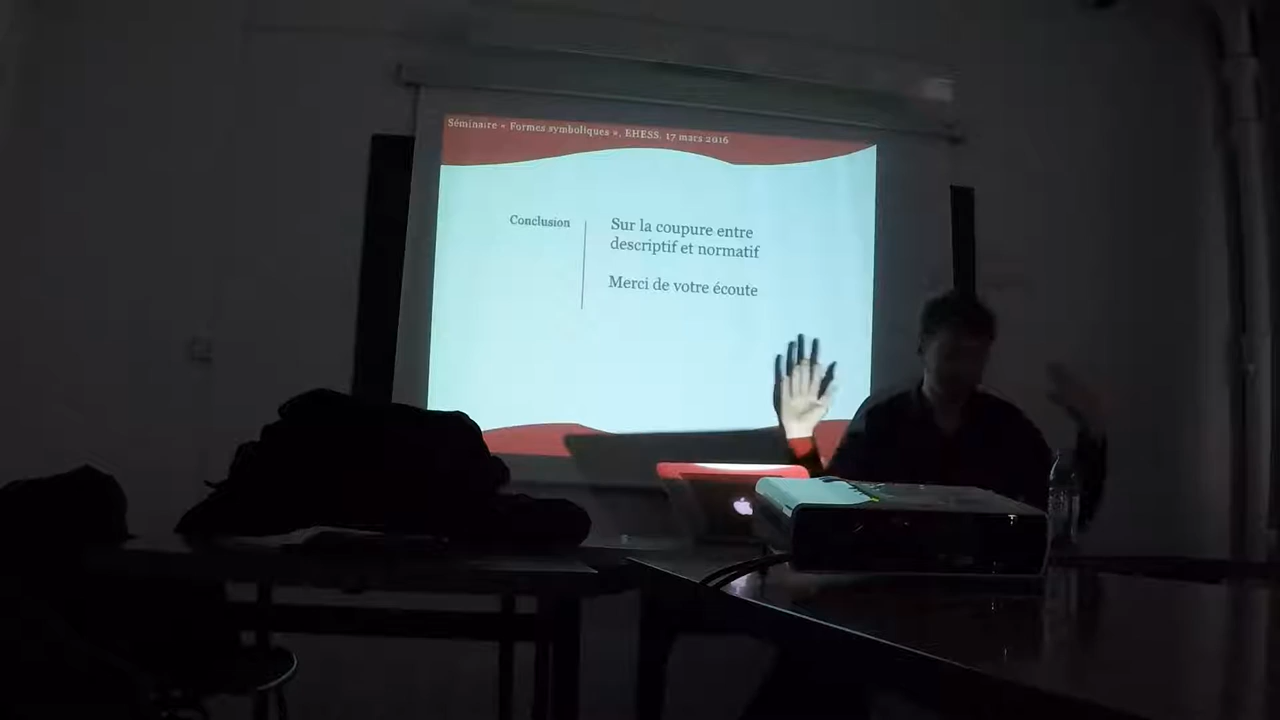 Séminaire « Formes symboliques », EHESS, 17 mars 2016
Conclusion
Sur la coupure entre
descriptif et normatif
Merci de votre écoute